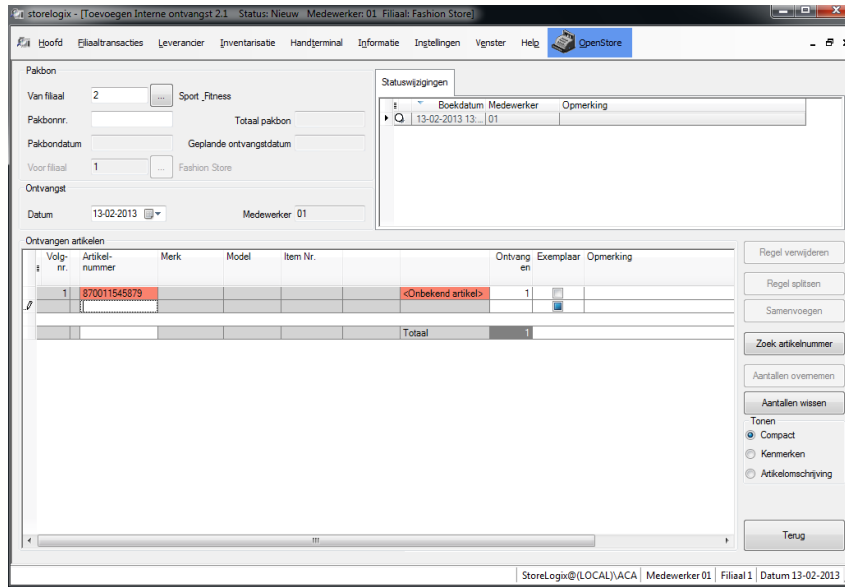 storelogix - [Toevoegen Interne ontvangst 2.1 Status: Nieuw Medewerker: 01 Filiaal: Fashion Store]
Hoofd Filiaaltransacties Leverancier Inventarisatie Handterminal Informatie Instellingen Venster Help OpenStore
Pakbon
Van filiaal 2 ... Sport_Fitness
Pakbonnr. Totaal pakbon
Pakbondatum Geplande ontvangstdatum
Voor filiaal 1 ... Fashion Store
Statuswijzigingen
Boekdatum Medewerker Opmerking
13-02-2013 13:... 01
Ontvangst
Datum 13-02-2013 Medewerker 01
Ontvangen artikelen
Volg-nr. Artikel-nummer Merk Model Item Nr. Ontvangen Exemplaar Opmerking
1 870011545879 <Onbekend artikel> 1
Totaal 1
Regel verwijderen
Regel splitsen
Samenvoegen
Zoek artikelnummer
Aantallen overnemen
Aantallen wissen
Tonen
Compact
Kenmerken
Artikelomschrijving
Terug
StoreLogix@(LOCAL)\ACA Medewerker 01 Filiaal 1 Datum 13-02-2013